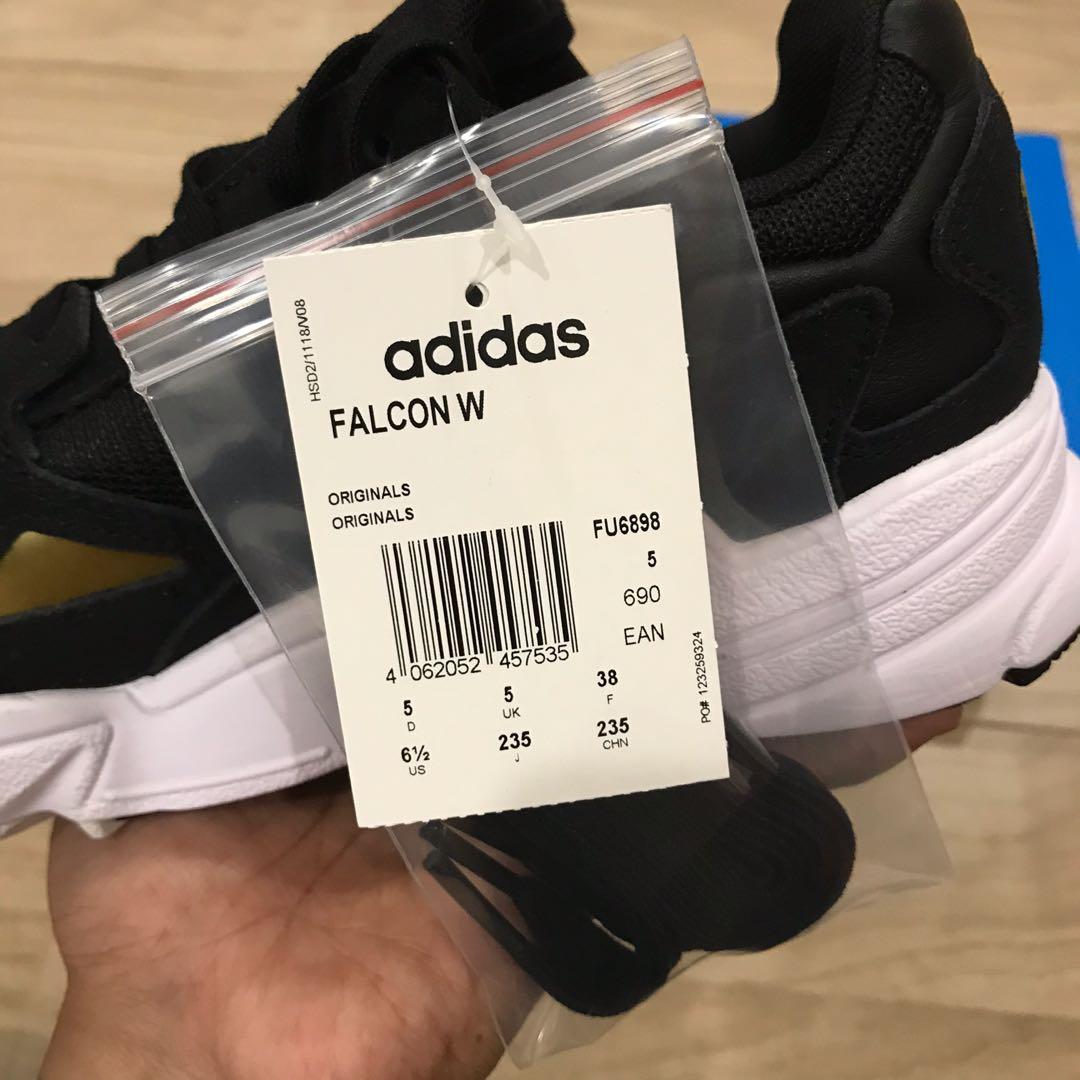 HSD2/1118/V08
adidas
FALCON W
ORIGINALS
ORIGINALS
FU6898
5
690
EAN
4 062052 457535
5 5 38
D UK F
6½ 235 235
US J CHN
PO# 123259324